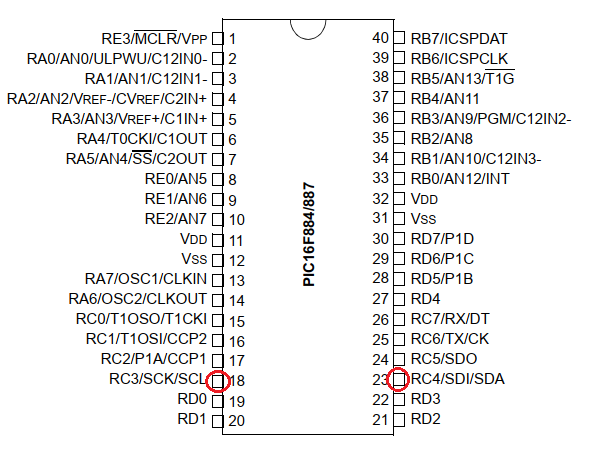 RE3/MCLR/VPP 1
RA0/AN0/ULPWU/C12IN0- 2
RA1/AN1/C12IN1- 3
RA2/AN2/VREF-/CVREF/C2IN+ 4
RA3/AN3/VREF+/C1IN+ 5
RA4/T0CKI/C1OUT 6
RA5/AN4/SS/C2OUT 7
RE0/AN5 8
RE1/AN6 9
RE2/AN7 10
VDD 11
VSS 12
RA7/OSC1/CLKIN 13
RA6/OSC2/CLKOUT 14
RC0/T1OSO/T1CKI 15
RC1/T1OSI/CCP2 16
RC2/P1A/CCP1 17
RC3/SCK/SCL 18
RD0 19
RD1 20
PIC16F884/887
40 RB7/ICSPDAT
39 RB6/ICSPCLK
38 RB5/AN13/T1G
37 RB4/AN11
36 RB3/AN9/PGM/C12IN2-
35 RB2/AN8
34 RB1/AN10/C12IN3-
33 RB0/AN12/INT
32 VDD
31 VSS
30 RD7/P1D
29 RD6/P1C
28 RD5/P1B
27 RD4
26 RC7/RX/DT
25 RC6/TX/CK
24 RC5/SDO
23 RC4/SDI/SDA
22 RD3
21 RD2